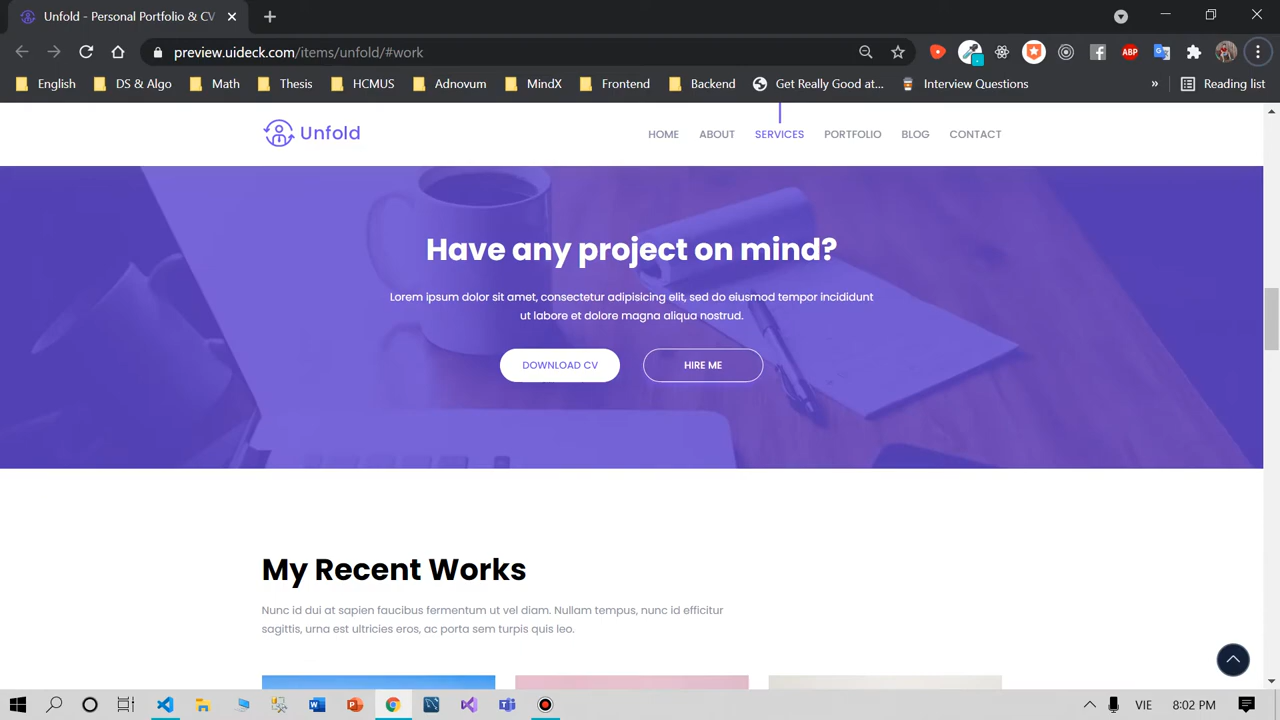 Unfold - Personal Portfolio & CV
preview.uideck.com/items/unfold/#work
ABP
English
DS & Algo
Math
Thesis
HCMUS
Adnovum
MindX
Frontend
Backend
Get Really Good at...
Interview Questions
»
Reading list
Unfold
HOME
ABOUT
SERVICES
PORTFOLIO
BLOG
CONTACT
Have any project on mind?
Lorem ipsum dolor sit amet, consectetur adipisicing elit, sed do eiusmod tempor incididunt
ut labore et dolore magna aliqua nostrud.
DOWNLOAD CV
HIRE ME
My Recent Works
Nunc id dui at sapien faucibus fermentum ut vel diam. Nullam tempus, nunc id efficitur
sagittis, urna est ultricies eros, ac porta sem turpis quis leo.
VIE
8:02 PM